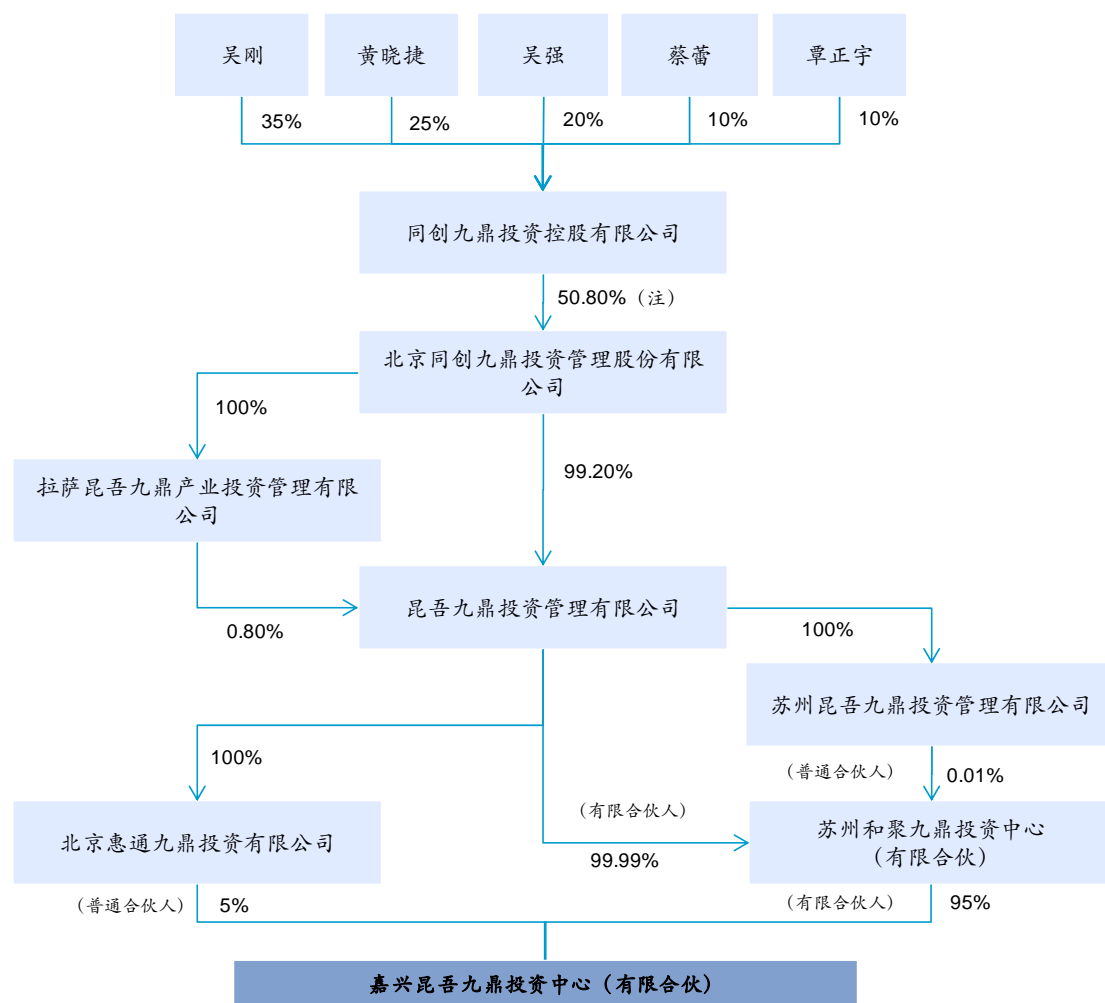 吴刚
黄晓捷
吴强
蔡蕾
覃正宇
35%
25%
20%
10%
10%
同创九鼎投资控股有限公司
50.80%（注）
北京同创九鼎投资管理股份有限
公司
100%
99.20%
拉萨昆吾九鼎产业投资管理有限
公司
昆吾九鼎投资管理有限公司
0.80%
100%
苏州昆吾九鼎投资管理有限公司
100%
（普通合伙人）
0.01%
（有限合伙人）
北京惠通九鼎投资有限公司
苏州和聚九鼎投资中心
（有限合伙）
99.99%
（普通合伙人）
5%
（有限合伙人）
95%
嘉兴昆吾九鼎投资中心（有限合伙）